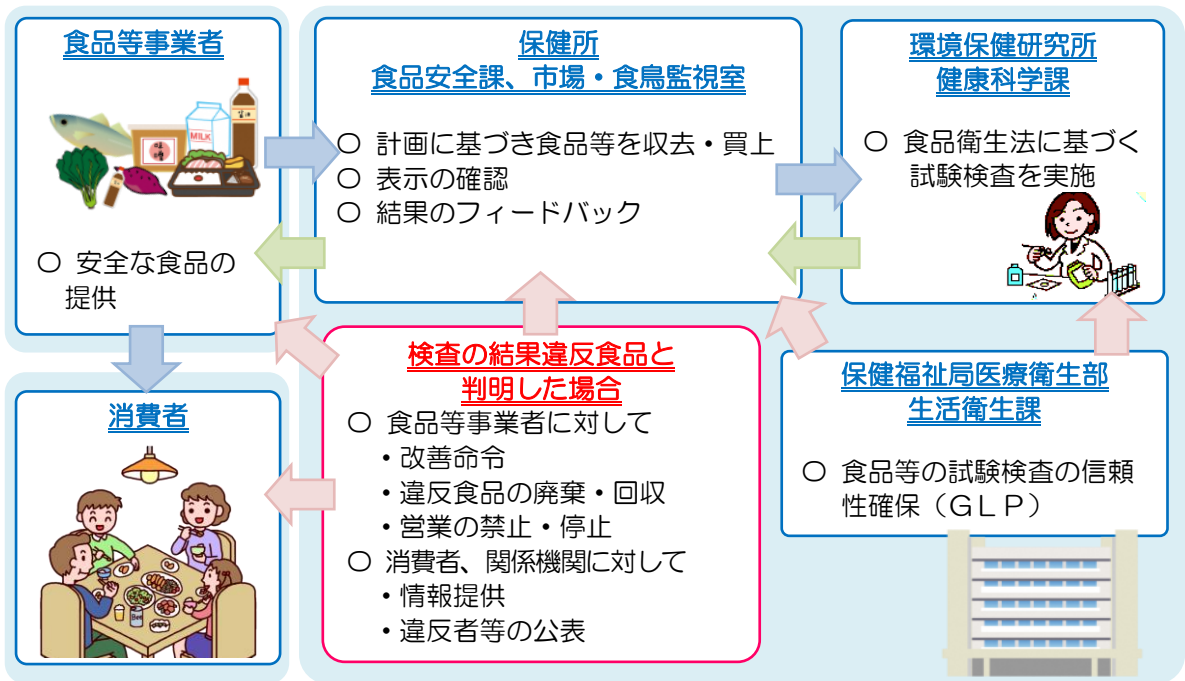 食品等事業者
MILK
味噌
〇 安全な食品の
提供
保健所
食品安全課、市場・食鳥監視室
〇 計画に基づき食品等を収去・買上
〇 表示の確認
〇 結果のフィードバック
環境保健研究所
健康科学課
〇 食品衛生法に基づく
試験検査を実施
検査の結果違反食品と
判明した場合
〇 食品等事業者に対して
・改善命令
・違反食品の廃棄・回収
・営業の禁止・停止
〇 消費者、関係機関に対して
・情報提供
・違反者等の公表
保健福祉局医療衛生部
生活衛生課
〇 食品等の試験検査の信頼
性確保（ＧＬＰ）
消費者
Beer